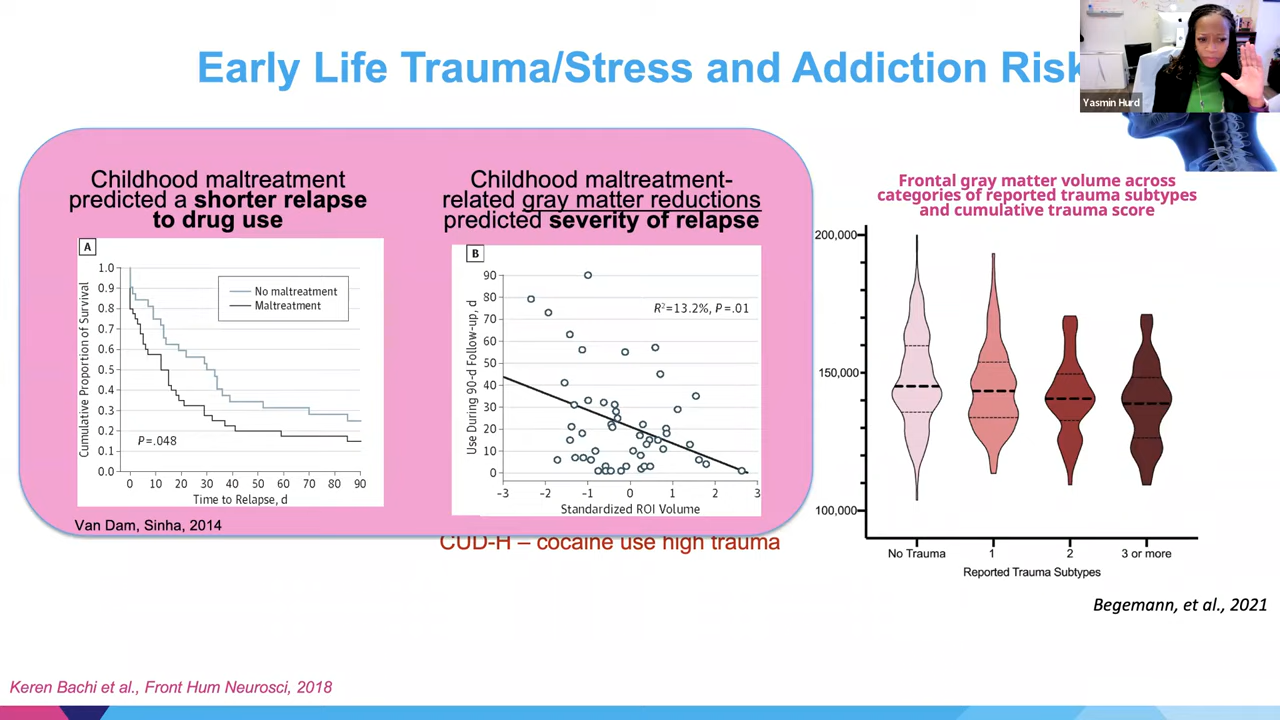 Early Life Trauma/Stress and Addiction Risk
Yasmin Hurd
Childhood maltreatment
predicted a shorter relapse
to drug use
A
Cumulative Proportion of Survival
1.0
0.9
0.8
0.7
0.6
0.5
0.4
0.3
0.2
0.1
0.0
No maltreatment
Maltreatment
P=.048
0 10 20 30 40 50 60 70 80 90
Time to Relapse, d
Van Dam, Sinha, 2014
Childhood maltreatment-
related gray matter reductions
predicted severity of relapse
B
Use During 90-d Follow-up, d
90
80
70
60
50
40
30
20
10
0
R²=13.2%, P=.01
−3 −2 −1 0 1 2 3
Standardized ROI Volume
CUD-H – cocaine use high trauma
Frontal gray matter volume across
categories of reported trauma subtypes
and cumulative trauma score
200,000
150,000
100,000
No Trauma 1 2 3 or more
Reported Trauma Subtypes
Begemann, et al., 2021
Keren Bachi et al., Front Hum Neurosci, 2018